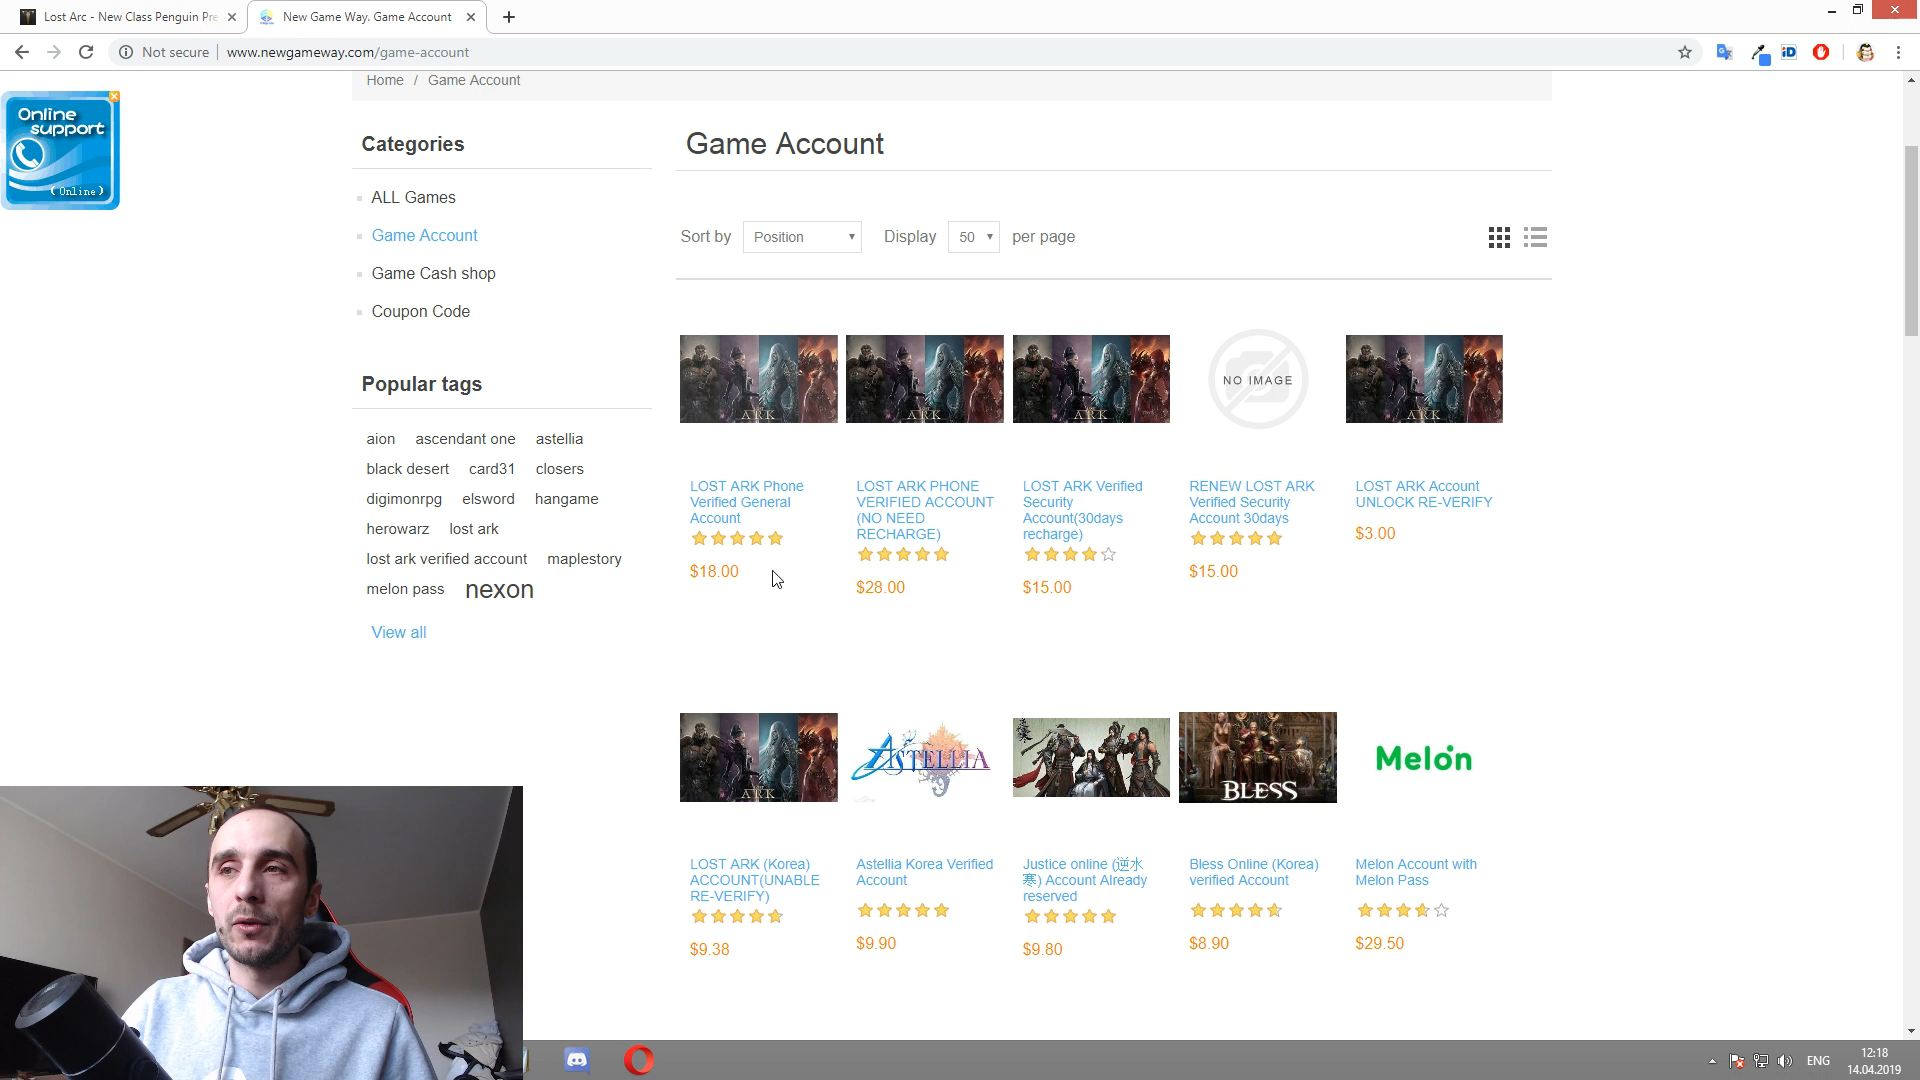 Lost Arc - New Class Penguin Pre
New Game Way. Game Account
Not secure
www.newgameway.com/game-account
Home / Game Account
Online support
(Online)
Categories
ALL Games
Game Account
Game Cash shop
Coupon Code
Popular tags
aion ascendant one astellia
black desert card31 closers
digimonrpg elsword hangame
herowarz lost ark
lost ark verified account maplestory
melon pass nexon
View all
Game Account
Sort by Position Display 50 per page
ARK
ARK
ARK
NO IMAGE
ARK
LOST ARK Phone
Verified General
Account
$18.00
LOST ARK PHONE
VERIFIED ACCOUNT
(NO NEED
RECHARGE)
$28.00
LOST ARK Verified
Security
Account(30days
recharge)
$15.00
RENEW LOST ARK
Verified Security
Account 30days
$15.00
LOST ARK Account
UNLOCK RE-VERIFY
$3.00
ARK
ASTELLIA
BLESS
Melon
LOST ARK (Korea)
ACCOUNT(UNABLE
RE-VERIFY)
$9.38
Astellia Korea Verified
Account
$9.90
Justice online (逆水
寒) Account Already
reserved
$9.80
Bless Online (Korea)
verified Account
$8.90
Melon Account with
Melon Pass
$29.50
ENG
12:18
14.04.2019